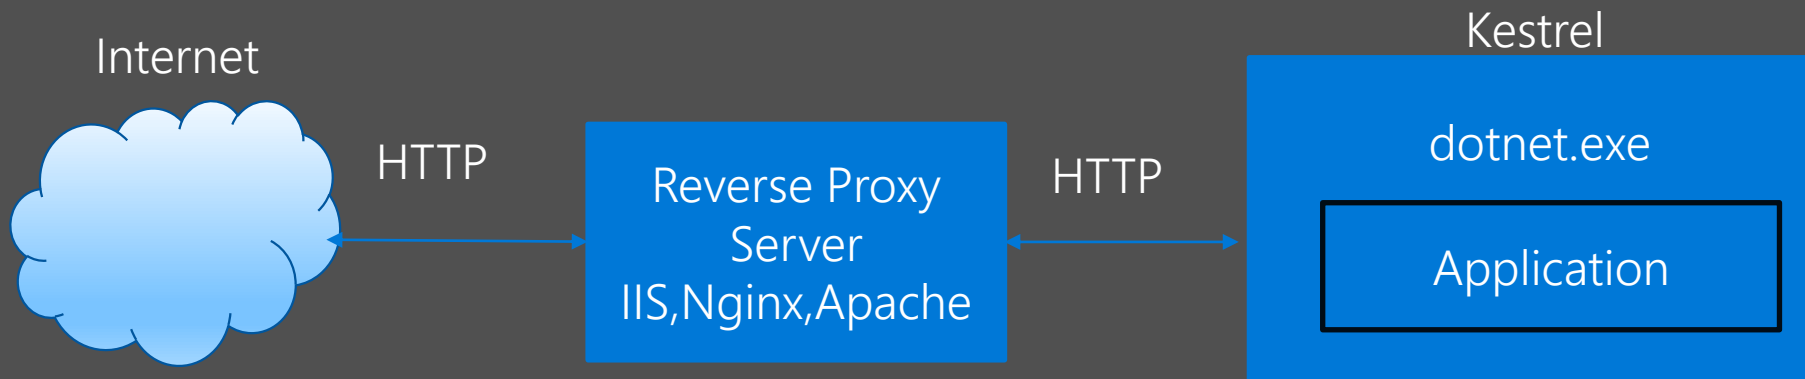 Internet
HTTP
Reverse Proxy
Server
IIS,Nginx,Apache
HTTP
Kestrel
dotnet.exe
Application